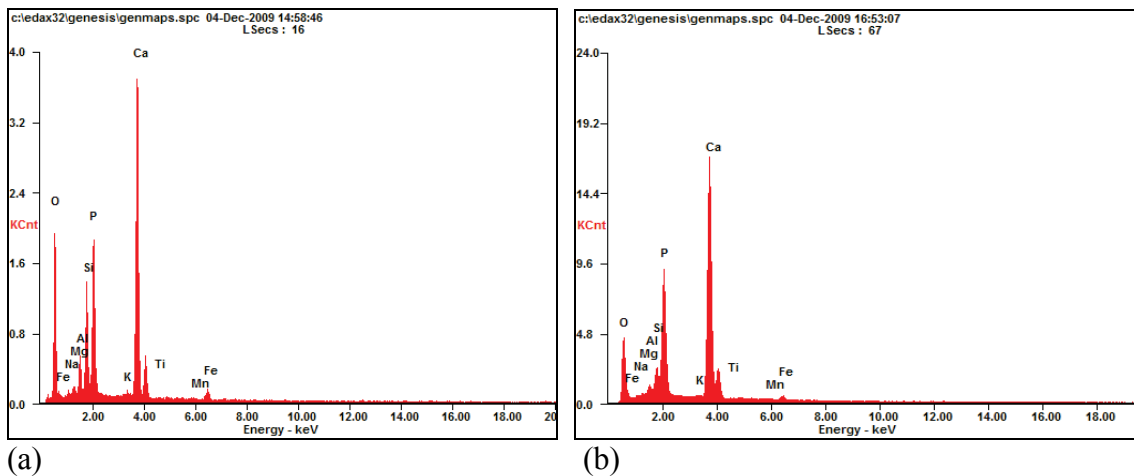 c:\edax32\genesis\genmaps.spc 04-Dec-2009 14:58:46
LSecs : 16
4.0
3.2
2.4
KCnt
1.6
0.8
0.0
Ca
O
P
Si
Al
Mg
Na
Fe
K
Ti
Mn
Fe
2.00 4.00 6.00 8.00 10.00 12.00 14.00 16.00 18.00 20
Energy - keV
(a)
c:\edax32\genesis\genmaps.spc 04-Dec-2009 16:53:07
LSecs : 67
24.0
19.2
14.4
KCnt
9.6
4.8
0.0
Ca
P
O
Si
Al
Mg
Na
Fe
K
Ti
Mn
Fe
2.00 4.00 6.00 8.00 10.00 12.00 14.00 16.00 18.00
Energy - keV
(b)